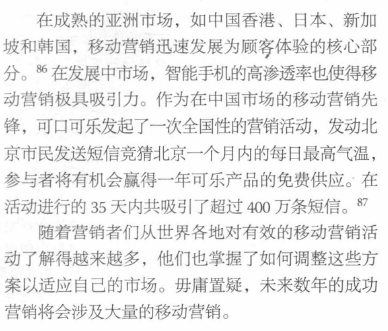 在成熟的亚洲市场，如中国香港、日本、新加
坡和韩国，移动营销迅速发展为顾客体验的核心部
分。86 在发展中市场，智能手机的高渗透率也使得移
动营销极具吸引力。作为在中国市场的移动营销先
锋，可口可乐发起了一次全国性的营销活动，发动北
京市民发送短信竞猜北京一个月内的每日最高气温，
参与者将有机会赢得一年可乐产品的免费供应。在
活动进行的 35 天内共吸引了超过 400 万条短信。87
随着营销者们从世界各地对有效的移动营销活
动了解得越来越多，他们也掌握了如何调整这些方
案以适应自己的市场。毋庸置疑，未来数年的成功
营销将会涉及大量的移动营销。